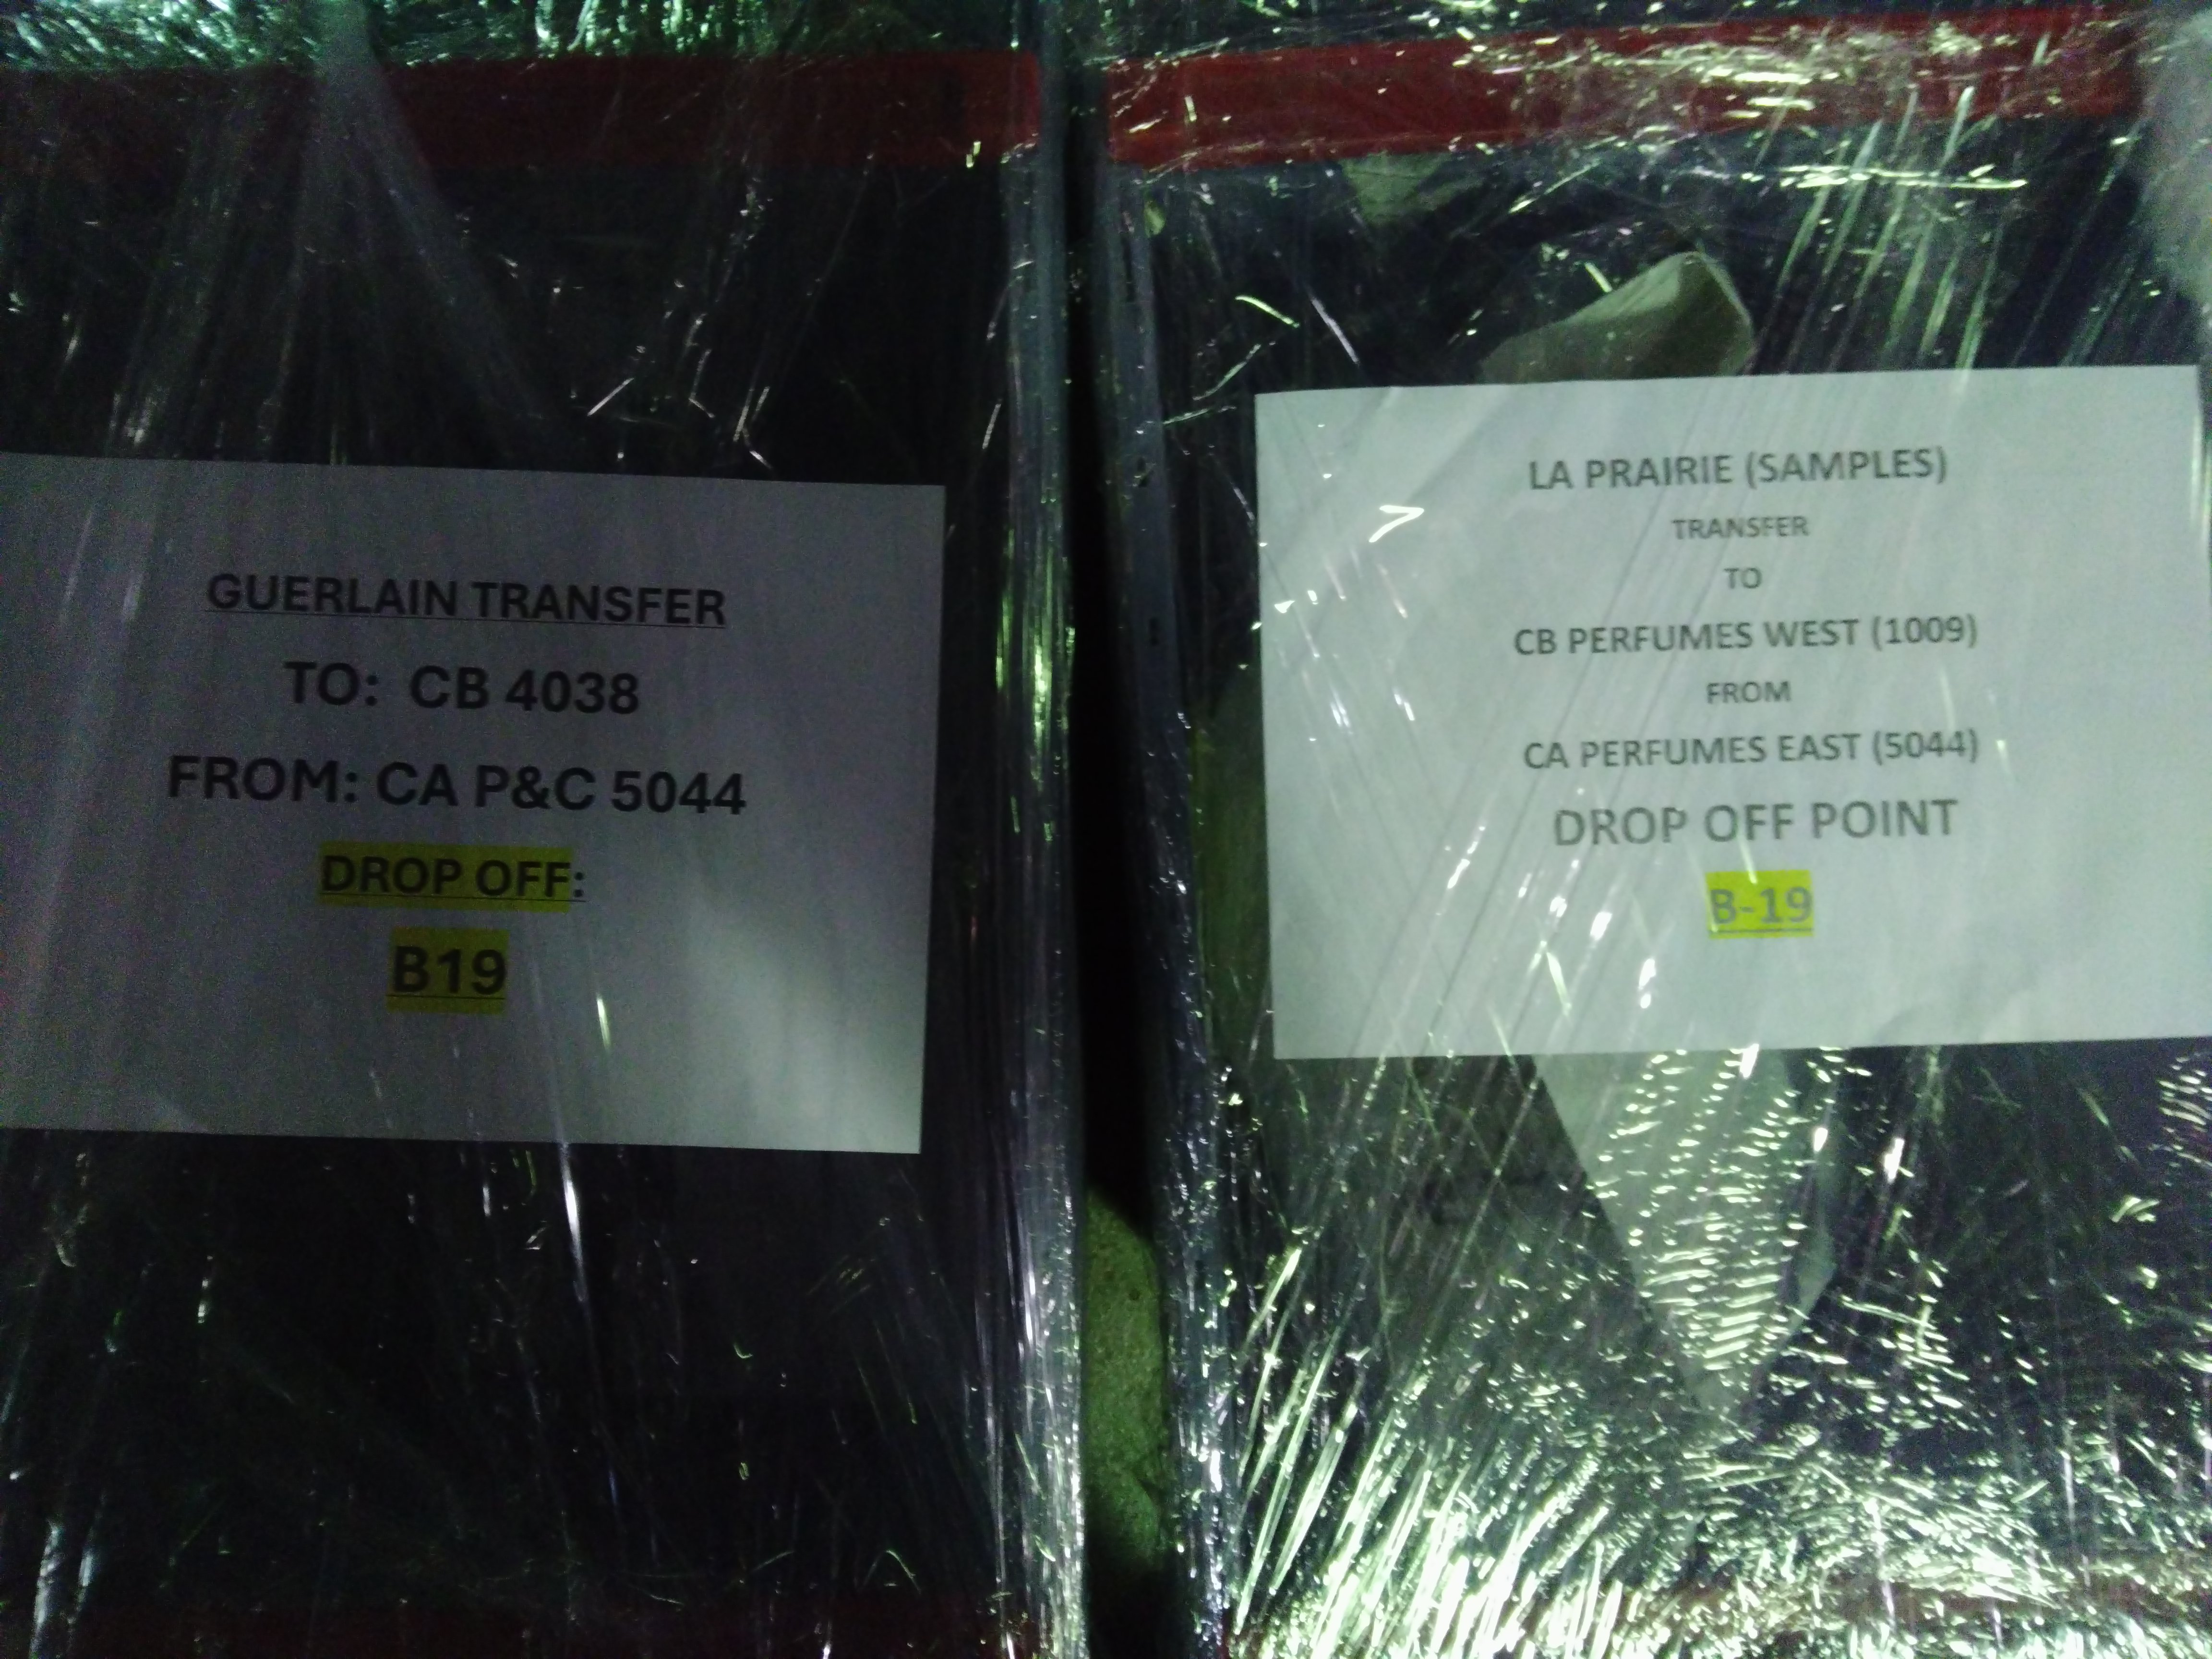 GUERLAIN TRANSFER
TO: CB 4038
FROM: CA P&C 5044
DROP OFF:
B19
LA PRAIRIE (SAMPLES)
TRANSFER
TO
CB PERFUMES WEST (1009)
FROM
CA PERFUMES EAST (5044)
DROP OFF POINT
B-19